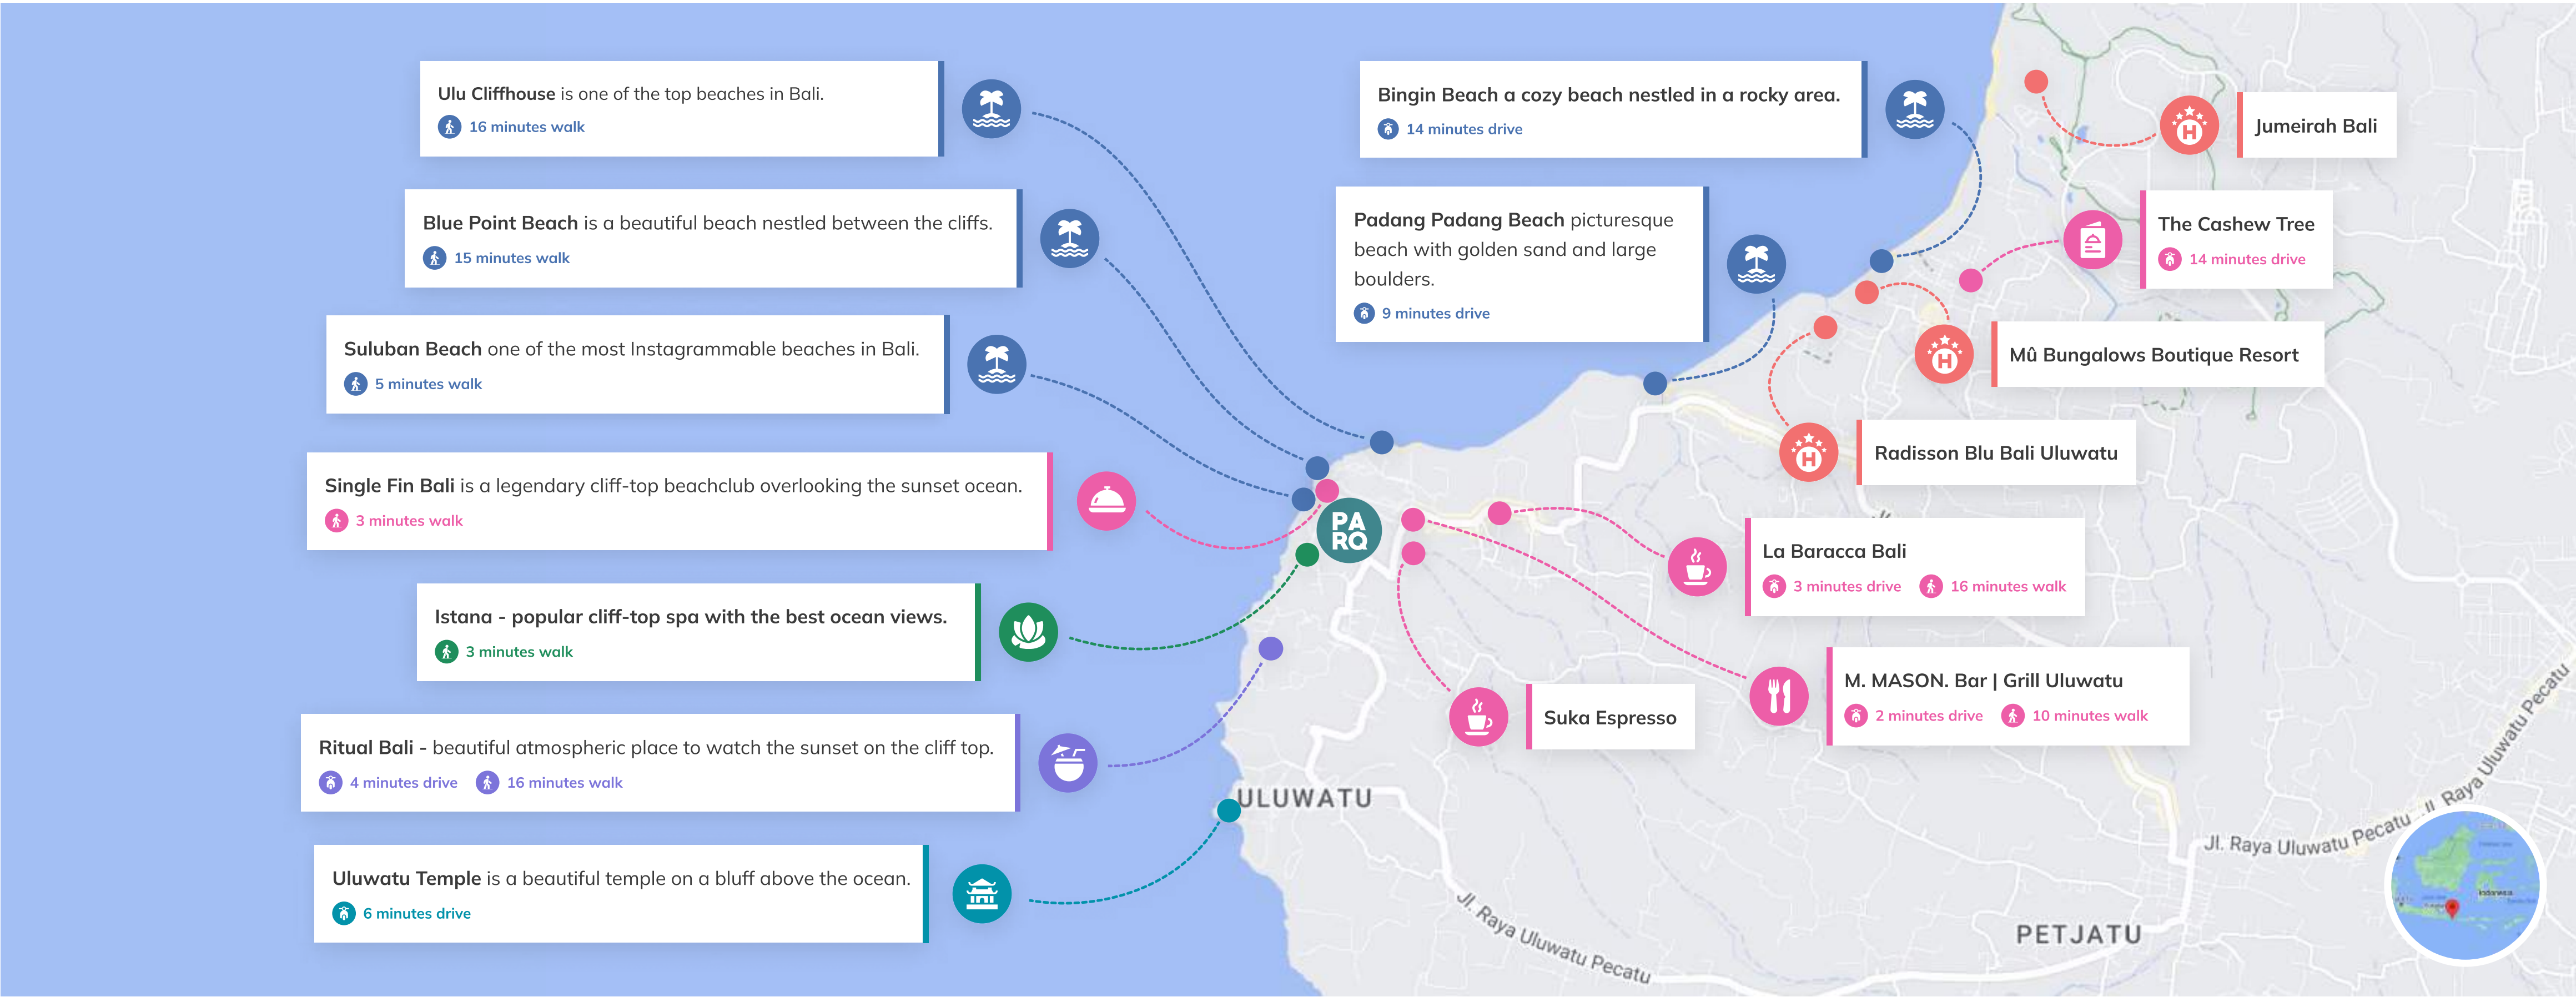 Ulu Cliffhouse is one of the top beaches in Bali.
16 minutes walk
Blue Point Beach is a beautiful beach nestled between the cliffs.
15 minutes walk
Suluban Beach one of the most Instagrammable beaches in Bali.
5 minutes walk
Single Fin Bali is a legendary cliff-top beachclub overlooking the sunset ocean.
3 minutes walk
Istana - popular cliff-top spa with the best ocean views.
3 minutes walk
Ritual Bali - beautiful atmospheric place to watch the sunset on the cliff top.
4 minutes drive 16 minutes walk
Uluwatu Temple is a beautiful temple on a bluff above the ocean.
6 minutes drive
Bingin Beach a cozy beach nestled in a rocky area.
14 minutes drive
Padang Padang Beach picturesque
beach with golden sand and large
boulders.
9 minutes drive
Jumeirah Bali
The Cashew Tree
14 minutes drive
Mû Bungalows Boutique Resort
Radisson Blu Bali Uluwatu
PA
RQ
La Baracca Bali
3 minutes drive 16 minutes walk
M. MASON. Bar | Grill Uluwatu
2 minutes drive 10 minutes walk
Suka Espresso
ULUWATU
Jl. Raya Uluwatu Pecatu
PETJATU
Jl. Raya Uluwatu Pecatu
Jl. Raya Uluwatu Pecatu
Indonesia